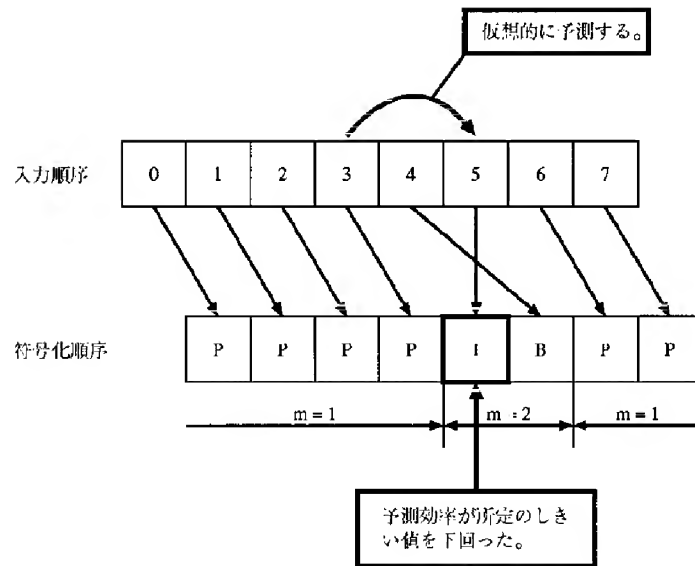 仮想的に予測する。
入力順序 0 1 2 3 4 5 6 7
符号化順序 P P P P I B P P
m = 1 m = 2 m = 1
予測効率が所定のしき
い値を下回った。